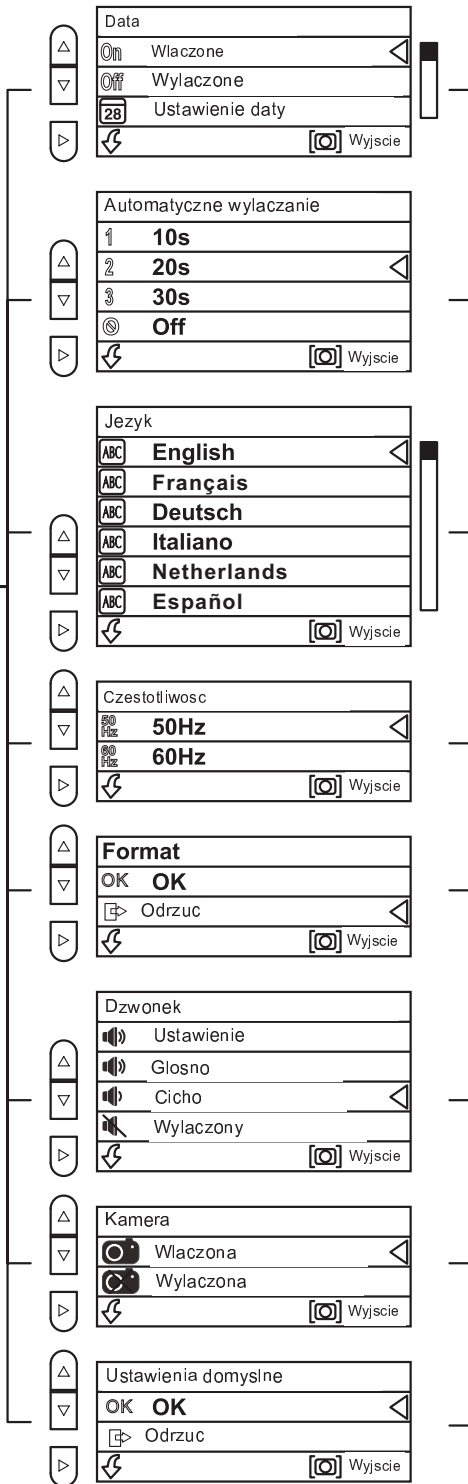 Data
On Wlaczone
Off Wylaczone
28 Ustawienie daty
Wyjscie
Automatyczne wylaczanie
1 10s
2 20s
3 30s
Off
Wyjscie
Jezyk
ABC English
ABC Français
ABC Deutsch
ABC Italiano
ABC Netherlands
ABC Español
Wyjscie
Czestotliwosc
50 Hz 50Hz
60 Hz 60Hz
Wyjscie
Format
OK OK
Odrzuc
Wyjscie
Dzwonek
Ustawienie
Glosno
Cicho
Wylaczony
Wyjscie
Kamera
Wlaczona
Wylaczona
Wyjscie
Ustawienia domyslne
OK OK
Odrzuc
Wyjscie